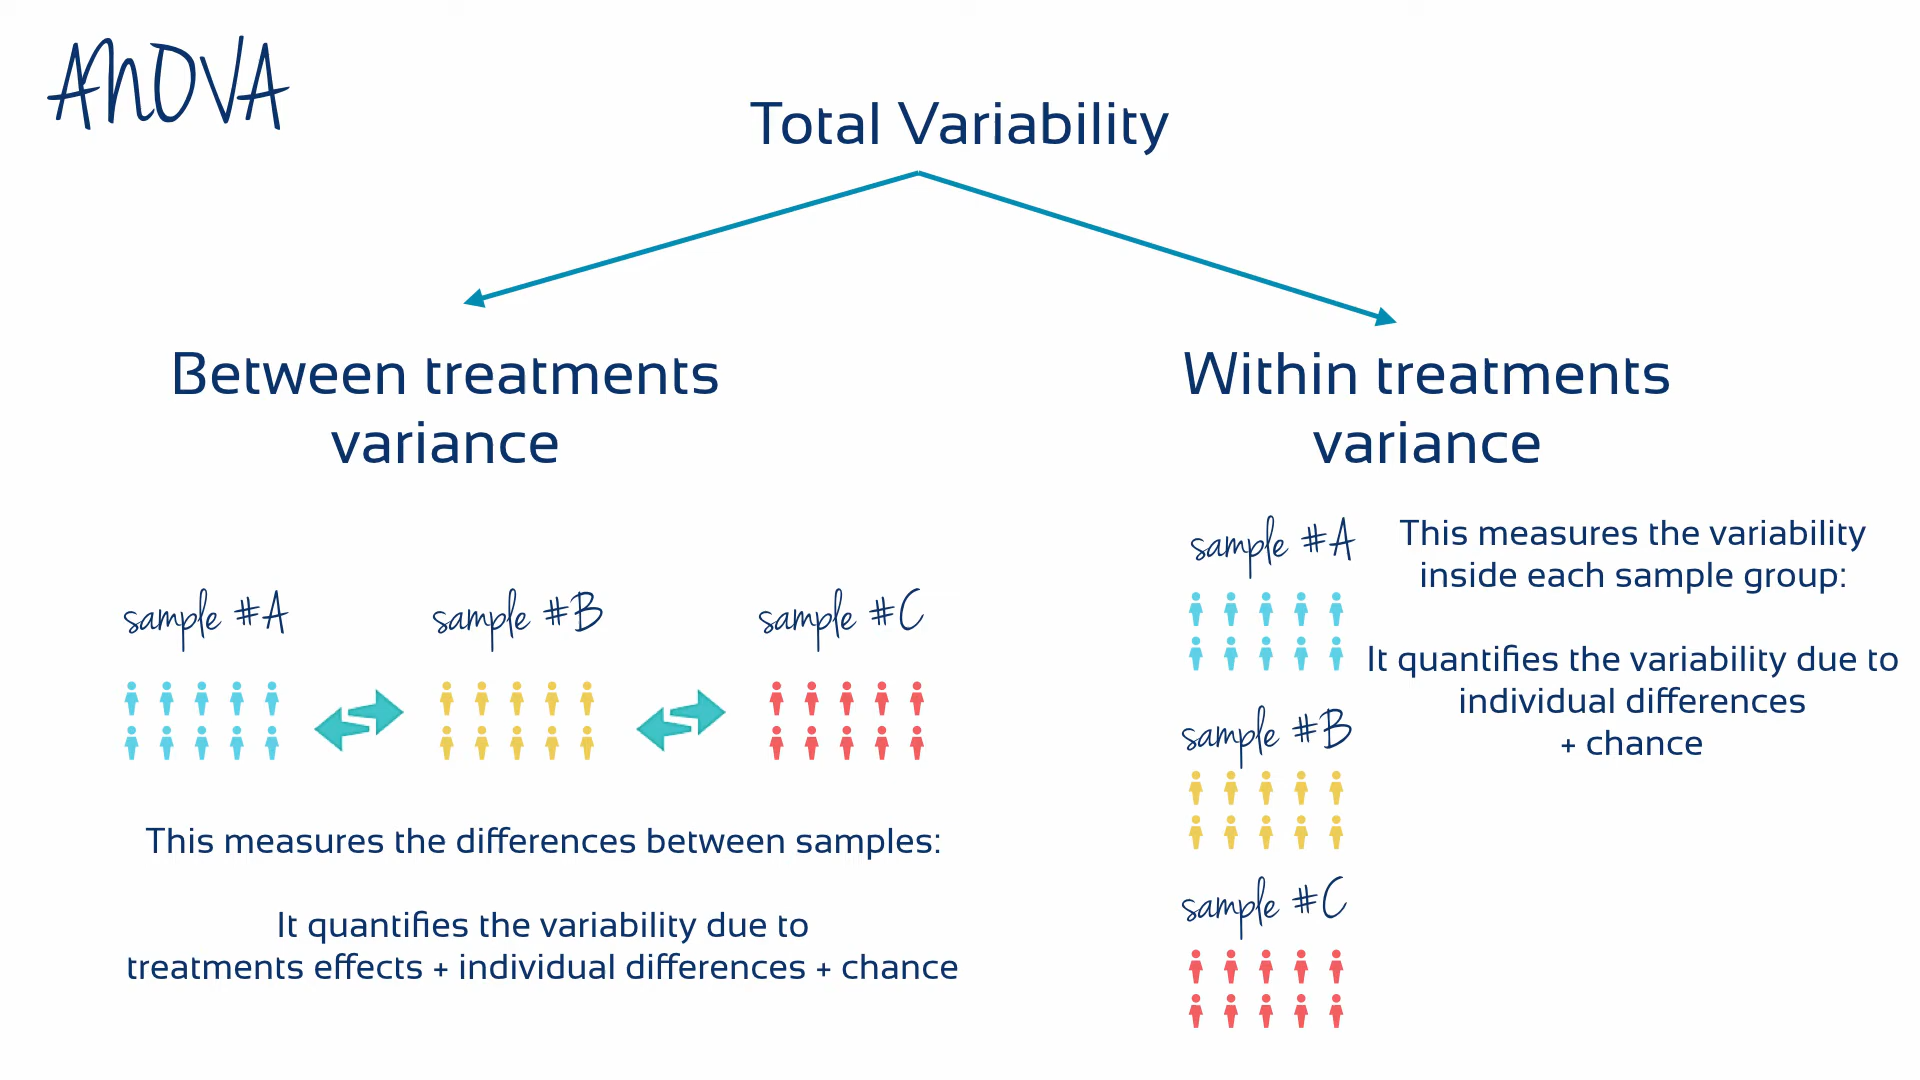 ANOVA
Total Variability
Between treatments
variance
sample #A
sample #B
sample #C
This measures the differences between samples:
It quantifies the variability due to
treatments effects + individual differences + chance
Within treatments
variance
sample #A
This measures the variability
inside each sample group:
It quantifies the variability due to
individual differences
+ chance
sample #B
sample #C